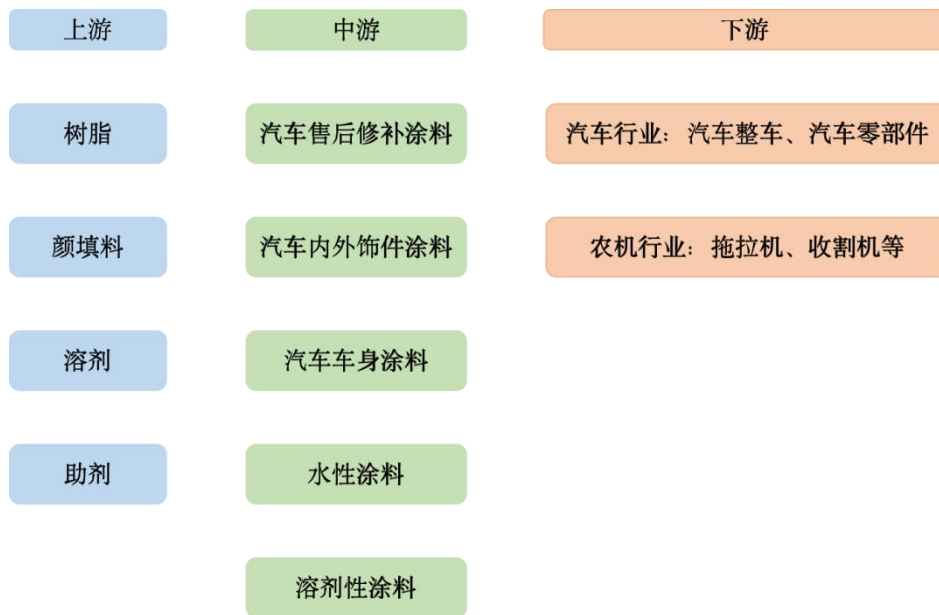 上游 中游 下游
树脂 汽车售后修补涂料 汽车行业：汽车整车、汽车零部件
颜填料 汽车内外饰件涂料 农机行业：拖拉机、收割机等
溶剂 汽车车身涂料
助剂 水性涂料
溶剂性涂料